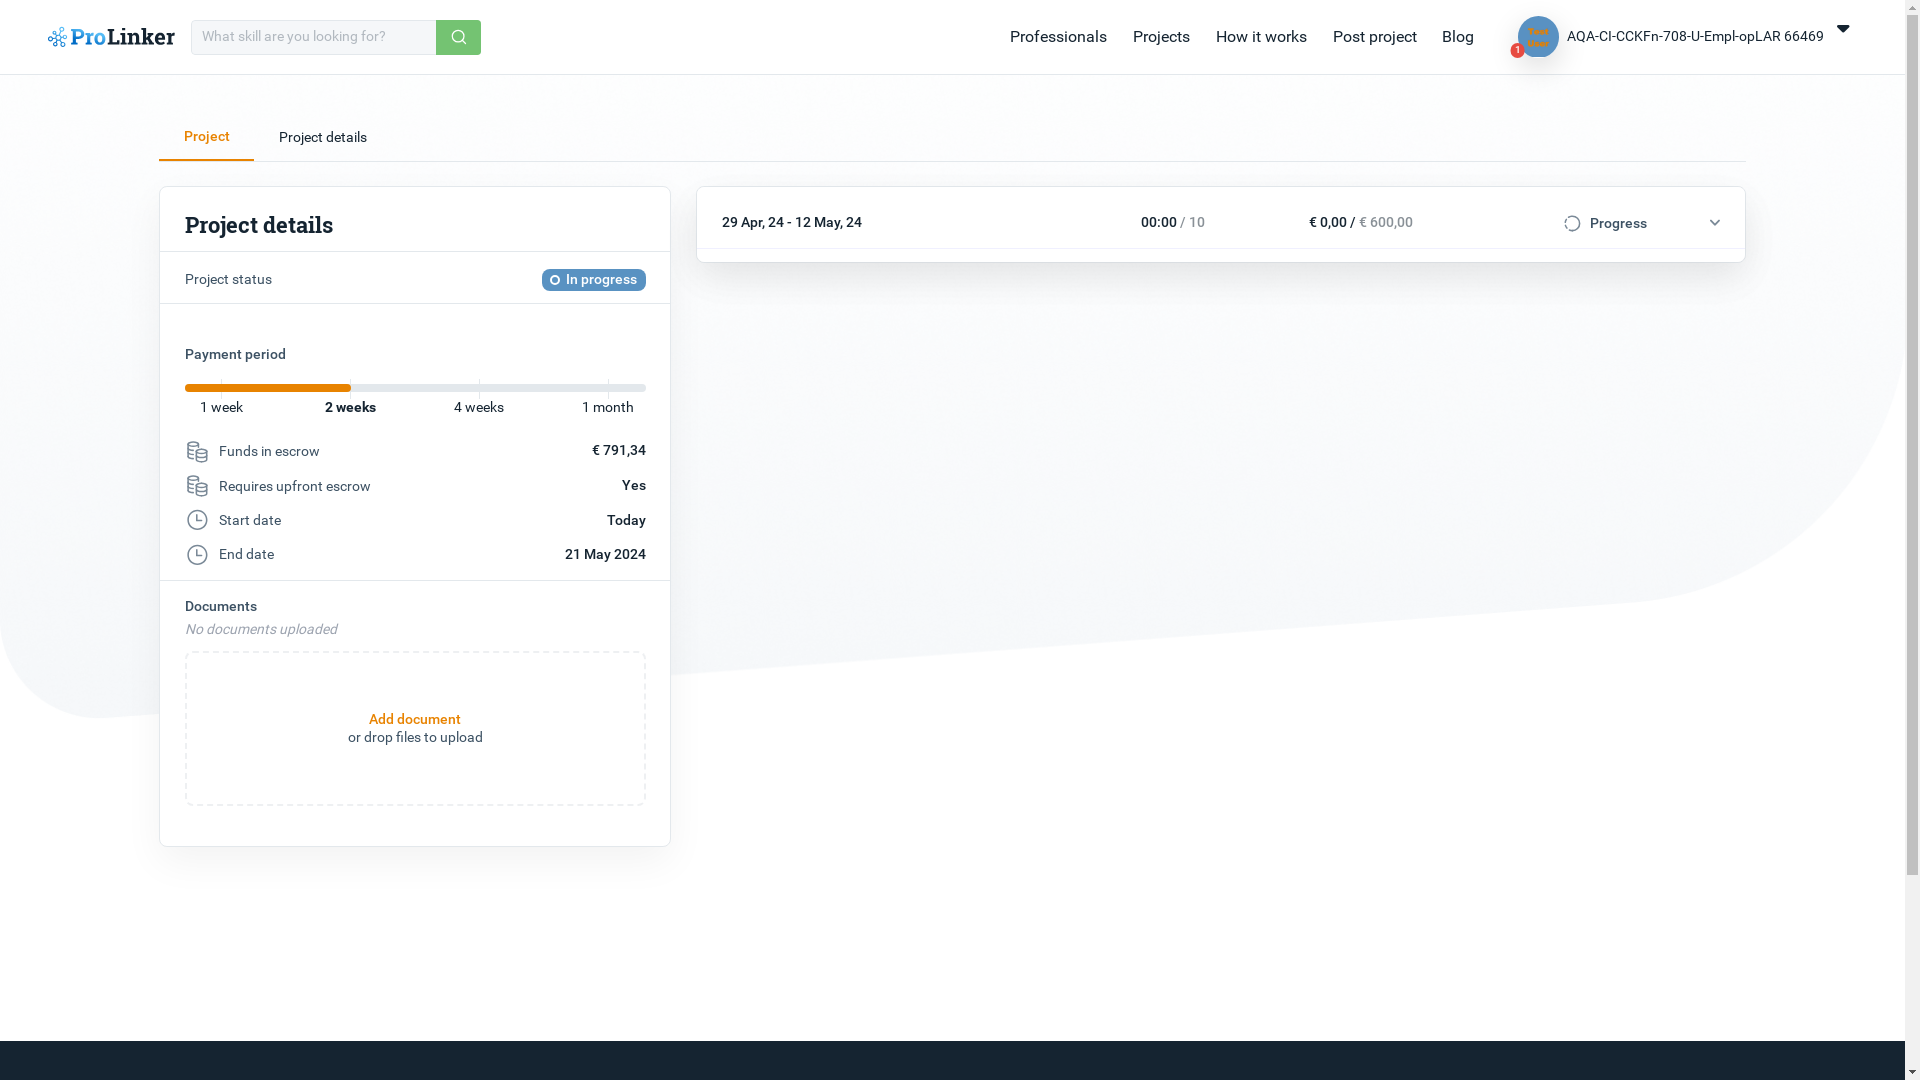 ProLinker
What skill are you looking for?
Professionals
Projects
How it works
Post project
Blog
Test
User
1
AQA-CI-CCKFn-708-U-Empl-opLAR 66469
Project
Project details
Project details
Project status
In progress
Payment period
1 week
2 weeks
4 weeks
1 month
Funds in escrow
€ 791,34
Requires upfront escrow
Yes
Start date
Today
End date
21 May 2024
Documents
No documents uploaded
Add document
or drop files to upload
29 Apr, 24 - 12 May, 24
00:00 / 10
€ 0,00 / € 600,00
Progress